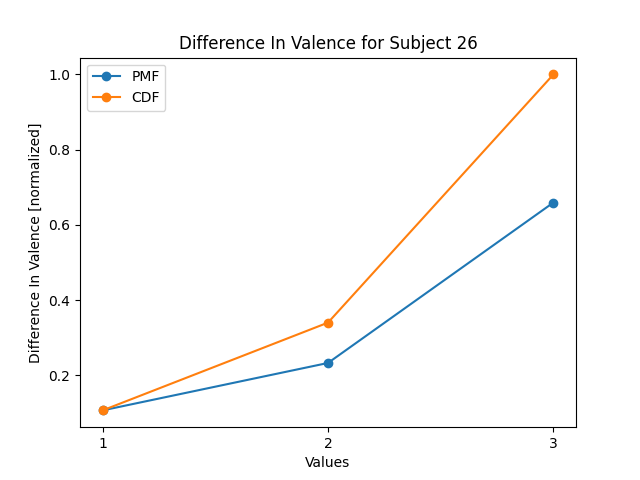 Difference In Valence for Subject 26
PMF
CDF
Difference In Valence [normalized]
1.0
0.8
0.6
0.4
0.2
1
2
3
Values